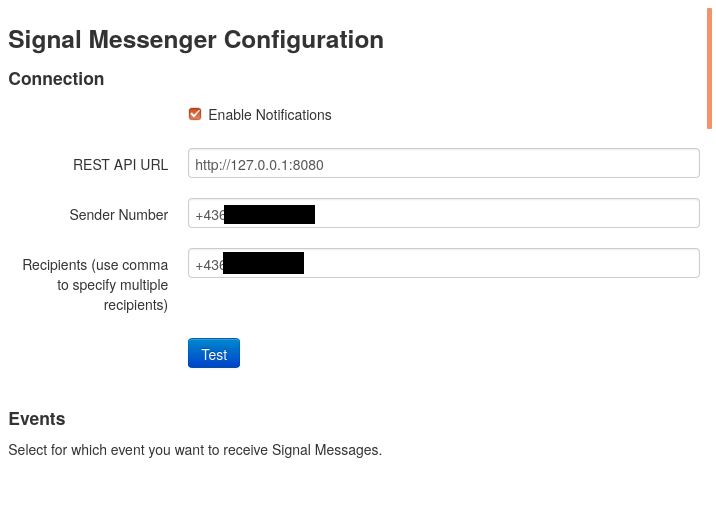 Signal Messenger Configuration
Connection
Enable Notifications
REST API URL
http://127.0.0.1:8080
Sender Number
+436
Recipients (use comma
to specify multiple
recipients)
+436
Test
Events
Select for which event you want to receive Signal Messages.